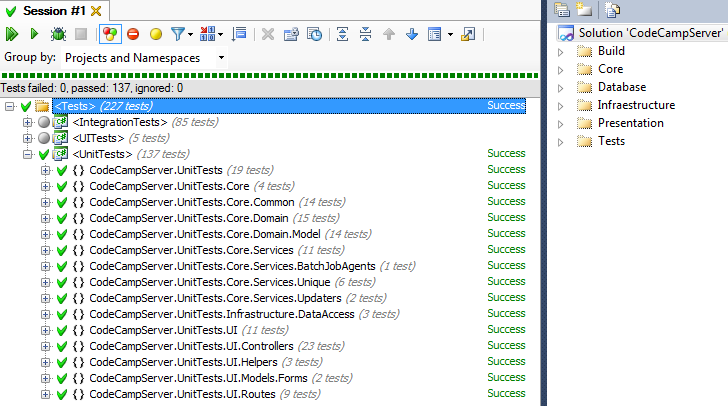 Session #1
Group by: Projects and Namespaces
Tests failed: 0, passed: 137, ignored: 0
<Tests> (227 tests) Success
<IntegrationTests> (85 tests)
<UITests> (5 tests)
<UnitTests> (137 tests) Success
{ } CodeCampServer.UnitTests (19 tests) Success
{ } CodeCampServer.UnitTests.Core (4 tests) Success
{ } CodeCampServer.UnitTests.Core.Common (14 tests) Success
{ } CodeCampServer.UnitTests.Core.Domain (15 tests) Success
{ } CodeCampServer.UnitTests.Core.Domain.Model (14 tests) Success
{ } CodeCampServer.UnitTests.Core.Services (11 tests) Success
{ } CodeCampServer.UnitTests.Core.Services.BatchJobAgents (1 test) Success
{ } CodeCampServer.UnitTests.Core.Services.Unique (6 tests) Success
{ } CodeCampServer.UnitTests.Core.Services.Updaters (2 tests) Success
{ } CodeCampServer.UnitTests.Infrastructure.DataAccess (3 tests) Success
{ } CodeCampServer.UnitTests.UI (11 tests) Success
{ } CodeCampServer.UnitTests.UI.Controllers (23 tests) Success
{ } CodeCampServer.UnitTests.UI.Helpers (3 tests) Success
{ } CodeCampServer.UnitTests.UI.Models.Forms (2 tests) Success
{ } CodeCampServer.UnitTests.UI.Routes (9 tests) Success
Solution 'CodeCampServer'
Build
Core
Database
Infrastructure
Presentation
Tests